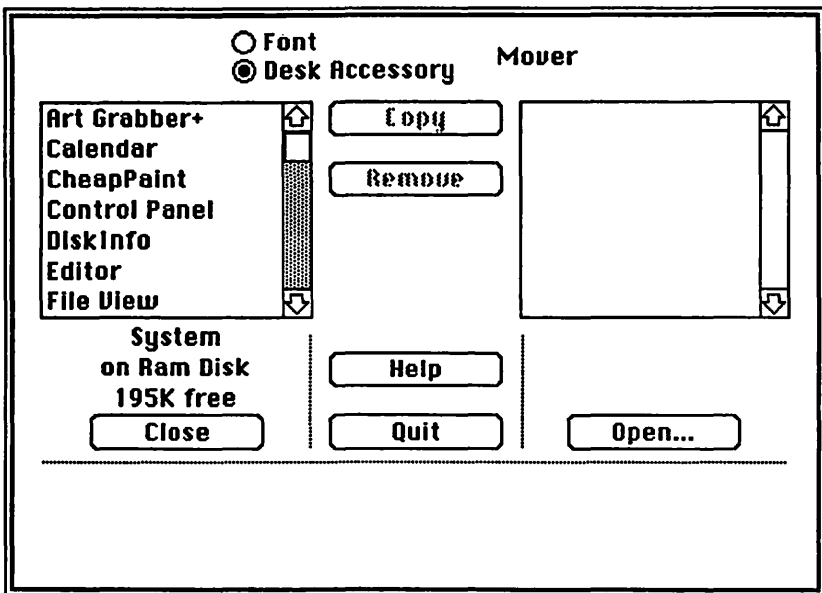 Font
Desk Accessory
Mover
Art Grabber+
Calendar
CheapPaint
Control Panel
DiskInfo
Editor
File View
Copy
Remove
System
on Ram Disk
195K free
Close
Help
Quit
Open...